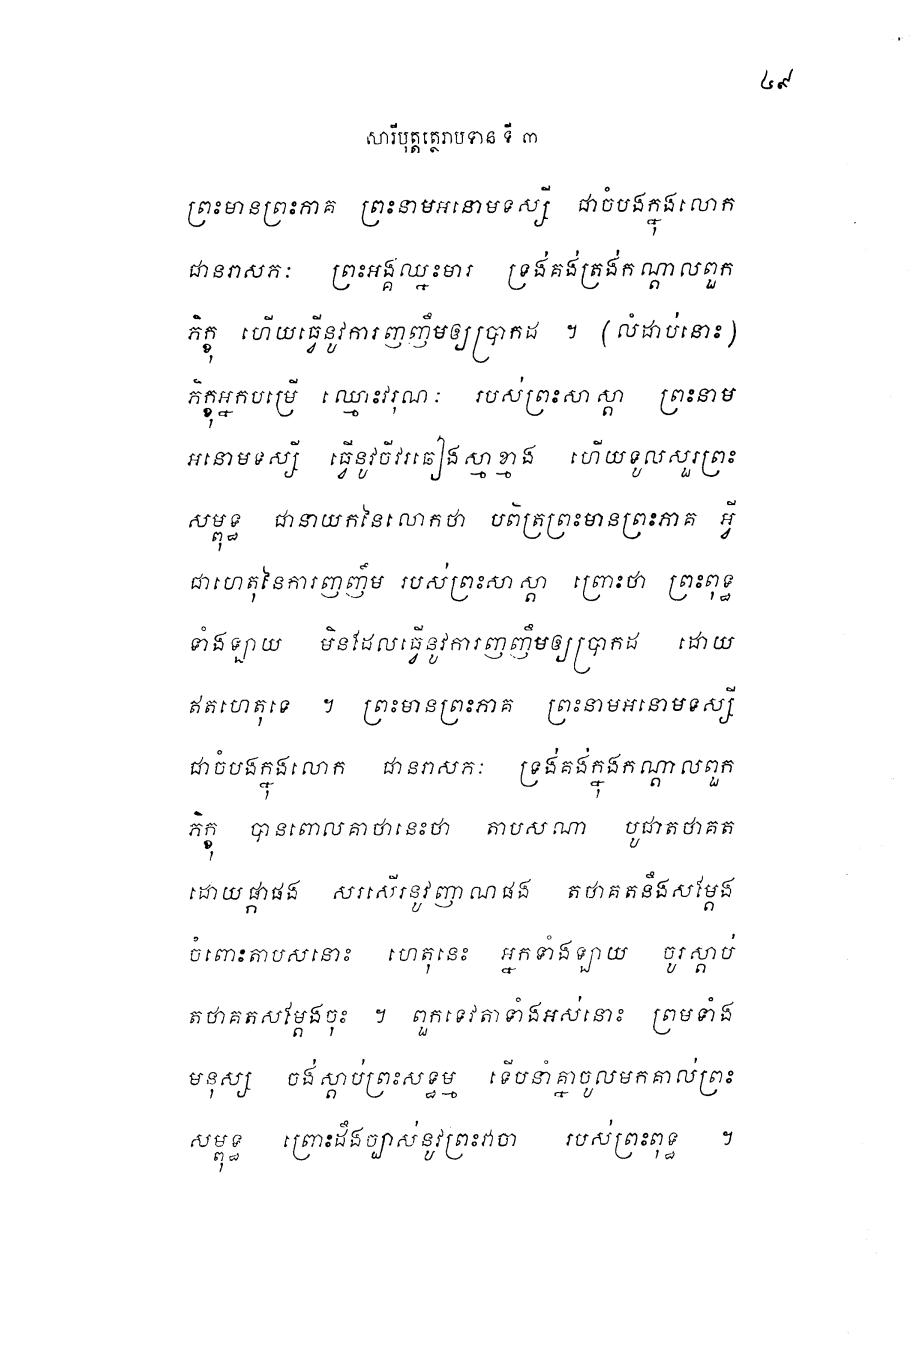 ៤៩
សារីបុត្តត្ថេរាបទាន ទី ៣
ព្រះមានព្រះភាគ ព្រះនាមអនោមទស្សី ជាចំបងក្នុងលោក
ជានរាសភៈ ព្រះអង្គឈ្នះមារ ទ្រង់គង់ត្រង់កណ្តាលពួក
ភិក្ខុ ហើយធ្វើនូវការញញឹមឲ្យប្រាកដ ។ (លំដាប់នោះ)
ភិក្ខុអ្នកបម្រើ ឈ្មោះវរុណៈ របស់ព្រះសាស្តា ព្រះនាម
អនោមទស្សី ធ្វើនូវចីវរឆៀងស្មាខ្មាង ហើយទូលសួរព្រះ
សម្ពុទ្ធ ជានាយកនៃលោកថា បពិត្រព្រះមានព្រះភាគ អ្វី
ជាហេតុនៃការញញឹម របស់ព្រះសាស្តា ព្រោះថា ព្រះពុទ្ធ
ទាំងឡាយ មិនដែលធ្វើនូវការញញឹមឲ្យប្រាកដ ដោយ
ឥតហេតុទេ ។ ព្រះមានព្រះភាគ ព្រះនាមអនោមទស្សី
ជាចំបងក្នុងលោក ជានរាសភៈ ទ្រង់គង់ក្នុងកណ្តាលពួក
ភិក្ខុ បានពោលគាថានេះថា តាបសណា បូជាតថាគត
ដោយផ្កាផង សរសើរនូវញាណផង តថាគតនឹងសម្តែង
ចំពោះតាបសនោះ ហេតុនេះ អ្នកទាំងឡាយ ចូរស្តាប់
តថាគតសម្តែងចុះ ។ ពួកទេវតាទាំងអស់នោះ ព្រមទាំង
មនុស្ស ចង់ស្តាប់ព្រះសទ្ធម្ម ទើបនាំគ្នាចូលមកគាល់ព្រះ
សម្ពុទ្ធ ព្រោះដឹងច្បាស់នូវព្រះវាចា របស់ព្រះពុទ្ធ ។